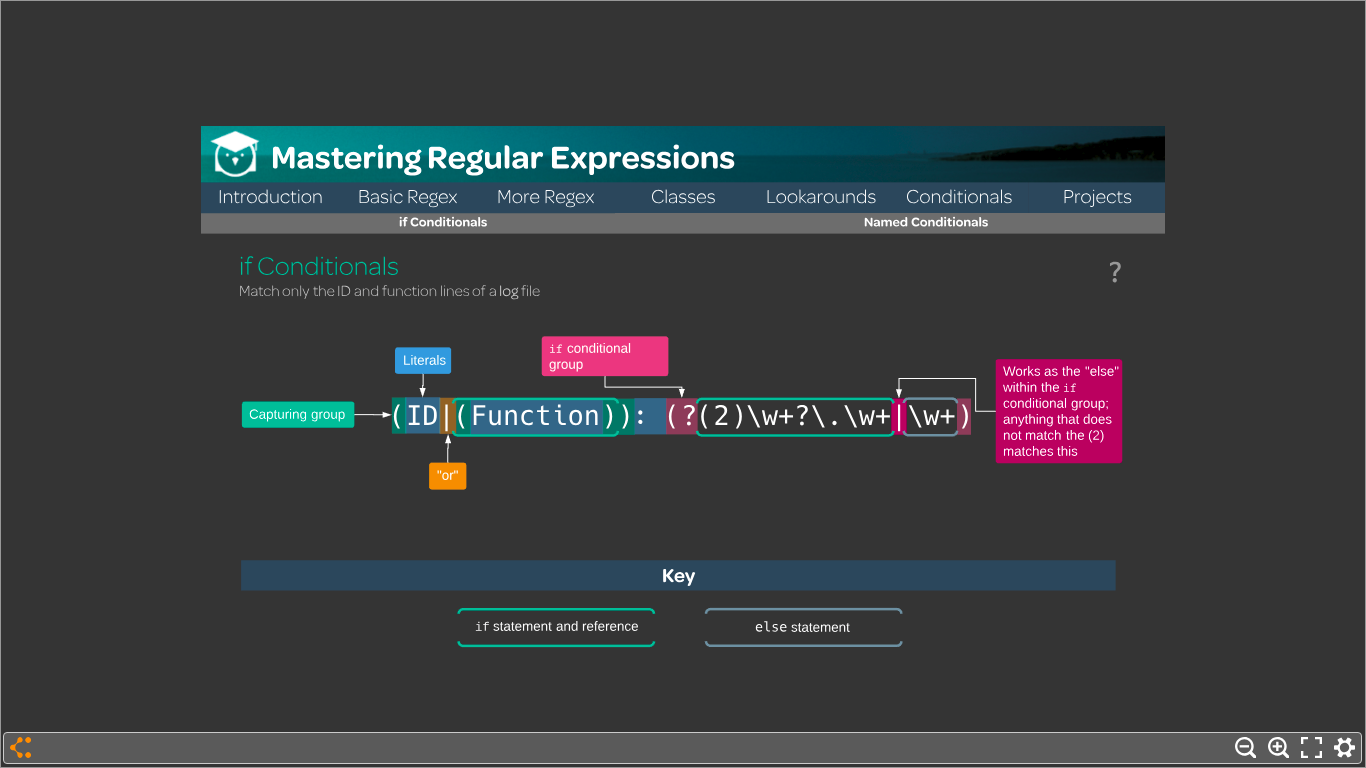 Mastering Regular Expressions
Introduction Basic Regex More Regex Classes Lookarounds Conditionals Projects
if Conditionals Named Conditionals
if Conditionals
?
Match only the ID and function lines of a log file
if conditional
group
Literals
Works as the "else"
within the if
conditional group;
anything that does
not match the (2)
matches this
Capturing group
(ID|(Function)): (?(2)\w+?\.\w+|\w+)
"or"
Key
if statement and reference
else statement